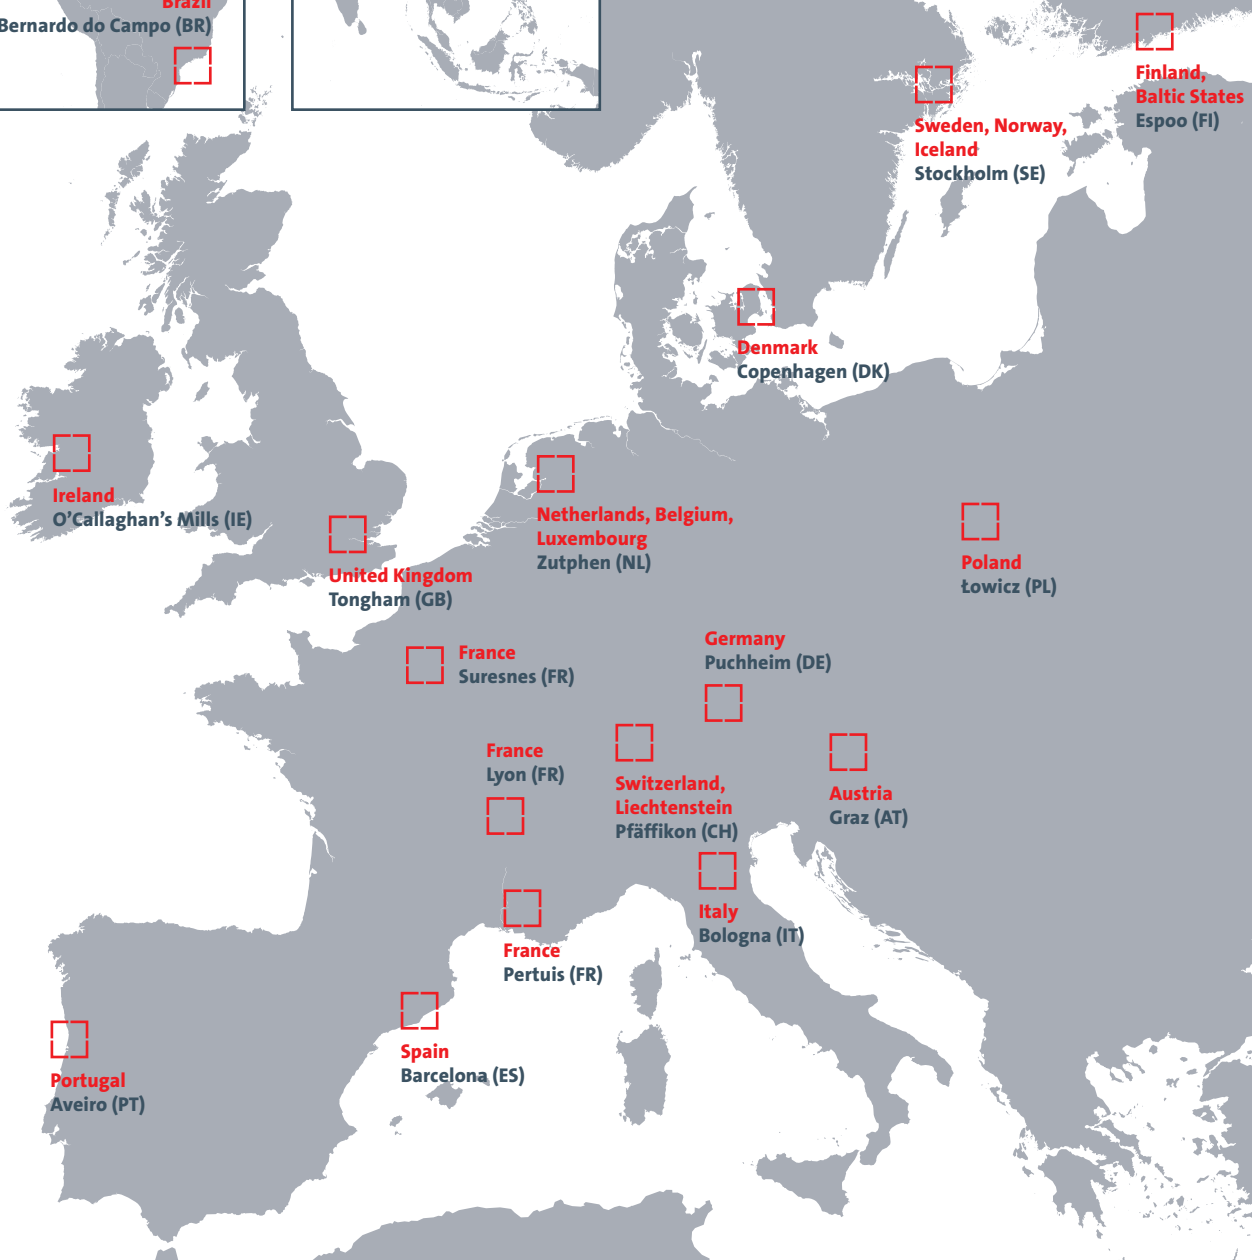 Brazil
Bernardo do Campo (BR)
Finland,
Baltic States
Espoo (FI)
Sweden, Norway,
Iceland
Stockholm (SE)
Denmark
Copenhagen (DK)
Ireland
O'Callaghan's Mills (IE)
United Kingdom
Tongham (GB)
Netherlands, Belgium,
Luxembourg
Zutphen (NL)
Poland
Łowicz (PL)
France
Suresnes (FR)
Germany
Puchheim (DE)
France
Lyon (FR)
Switzerland,
Liechtenstein
Pfäffikon (CH)
Austria
Graz (AT)
Italy
Bologna (IT)
France
Pertuis (FR)
Spain
Barcelona (ES)
Portugal
Aveiro (PT)